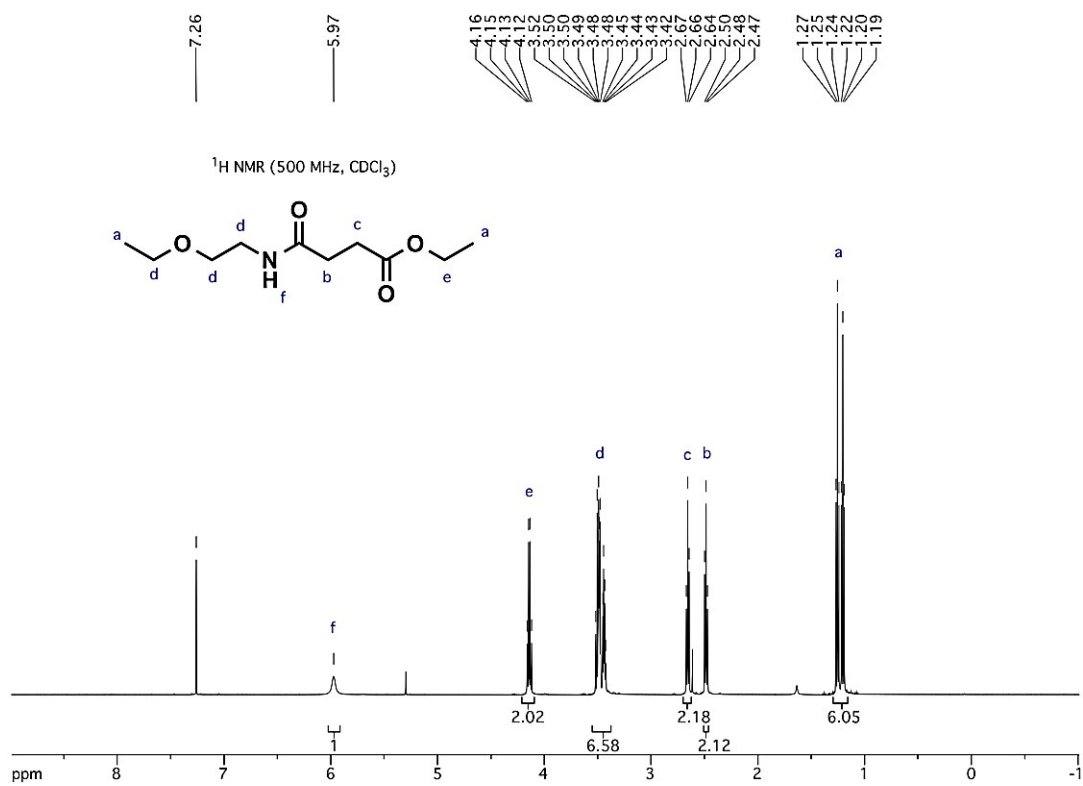 7.26
5.97
4.16
4.15
4.13
4.12
3.52
3.50
3.50
3.49
3.48
3.48
3.45
3.44
3.43
3.42
2.67
2.66
2.64
2.50
2.48
2.47
1.27
1.25
1.24
1.22
1.20
1.19
¹H NMR (500 MHz, CDCl₃)
a d O d d N H f O b c O O e a
a
d
c b
e
f
2.02 2.18 6.05
1 6.58 2.12
ppm 8 7 6 5 4 3 2 1 0 -1